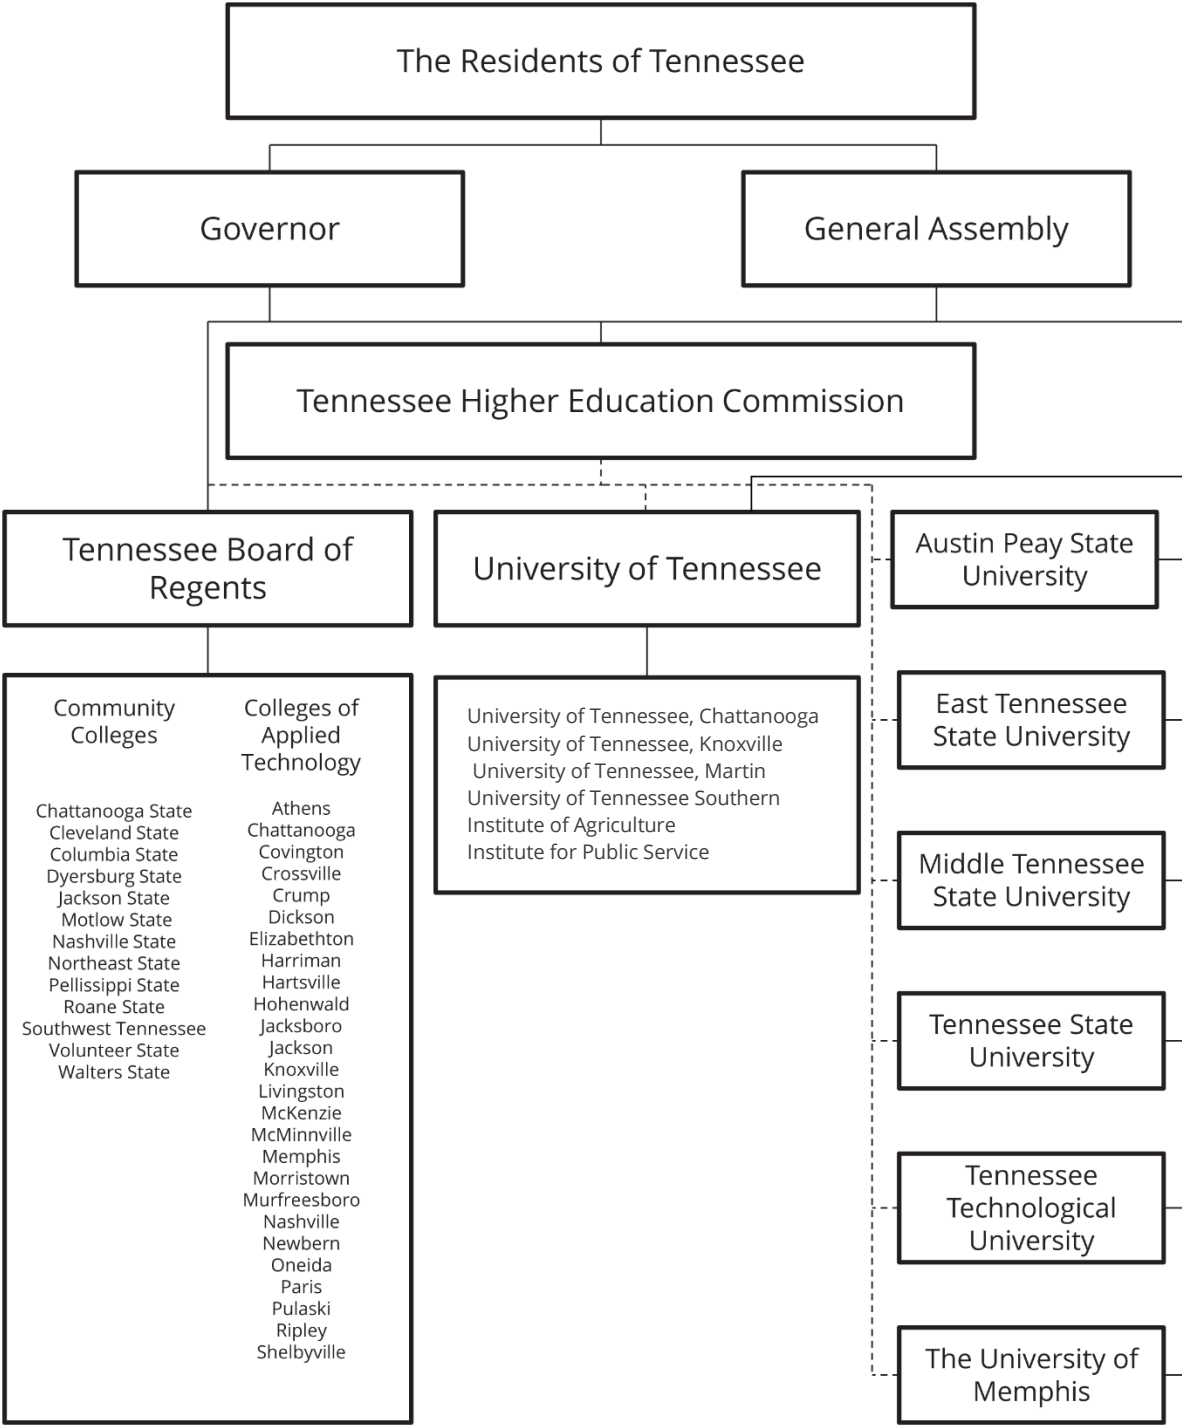 The Residents of Tennessee
Governor
General Assembly
Tennessee Higher Education Commission
Tennessee Board of
Regents
University of Tennessee
Austin Peay State
University
East Tennessee
State University
Middle Tennessee
State University
Tennessee State
University
Tennessee
Technological
University
The University of
Memphis
Community
Colleges
Chattanooga State
Cleveland State
Columbia State
Dyersburg State
Jackson State
Motlow State
Nashville State
Northeast State
Pellissippi State
Roane State
Southwest Tennessee
Volunteer State
Walters State
Colleges of
Applied
Technology
Athens
Chattanooga
Covington
Crossville
Crump
Dickson
Elizabethton
Harriman
Hartsville
Hohenwald
Jacksboro
Jackson
Knoxville
Livingston
McKenzie
McMinnville
Memphis
Morristown
Murfreesboro
Nashville
Newbern
Oneida
Paris
Pulaski
Ripley
Shelbyville
University of Tennessee, Chattanooga
University of Tennessee, Knoxville
University of Tennessee, Martin
University of Tennessee Southern
Institute of Agriculture
Institute for Public Service